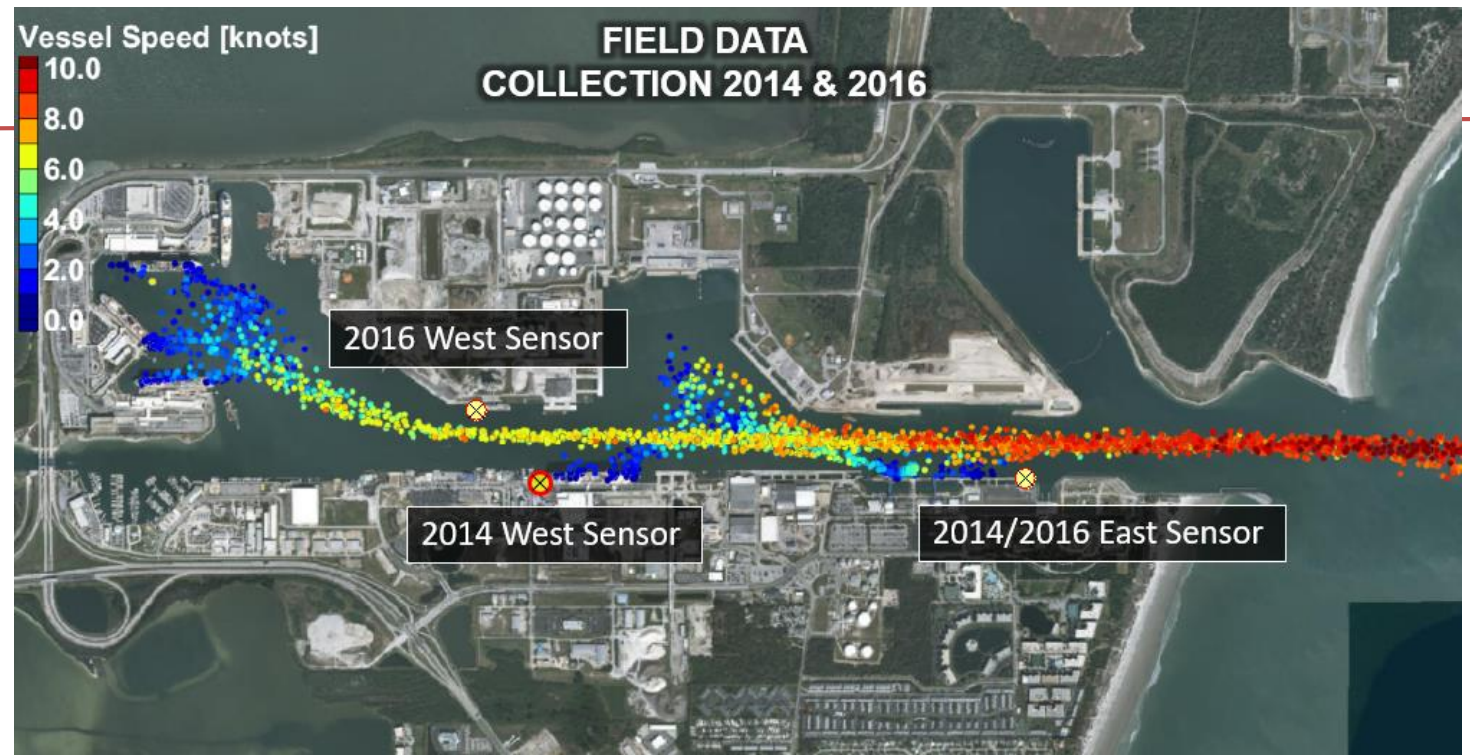 Vessel Speed [knots]
10.0
8.0
6.0
4.0
2.0
0.0
FIELD DATA
COLLECTION 2014 & 2016
2016 West Sensor
2014 West Sensor
2014/2016 East Sensor